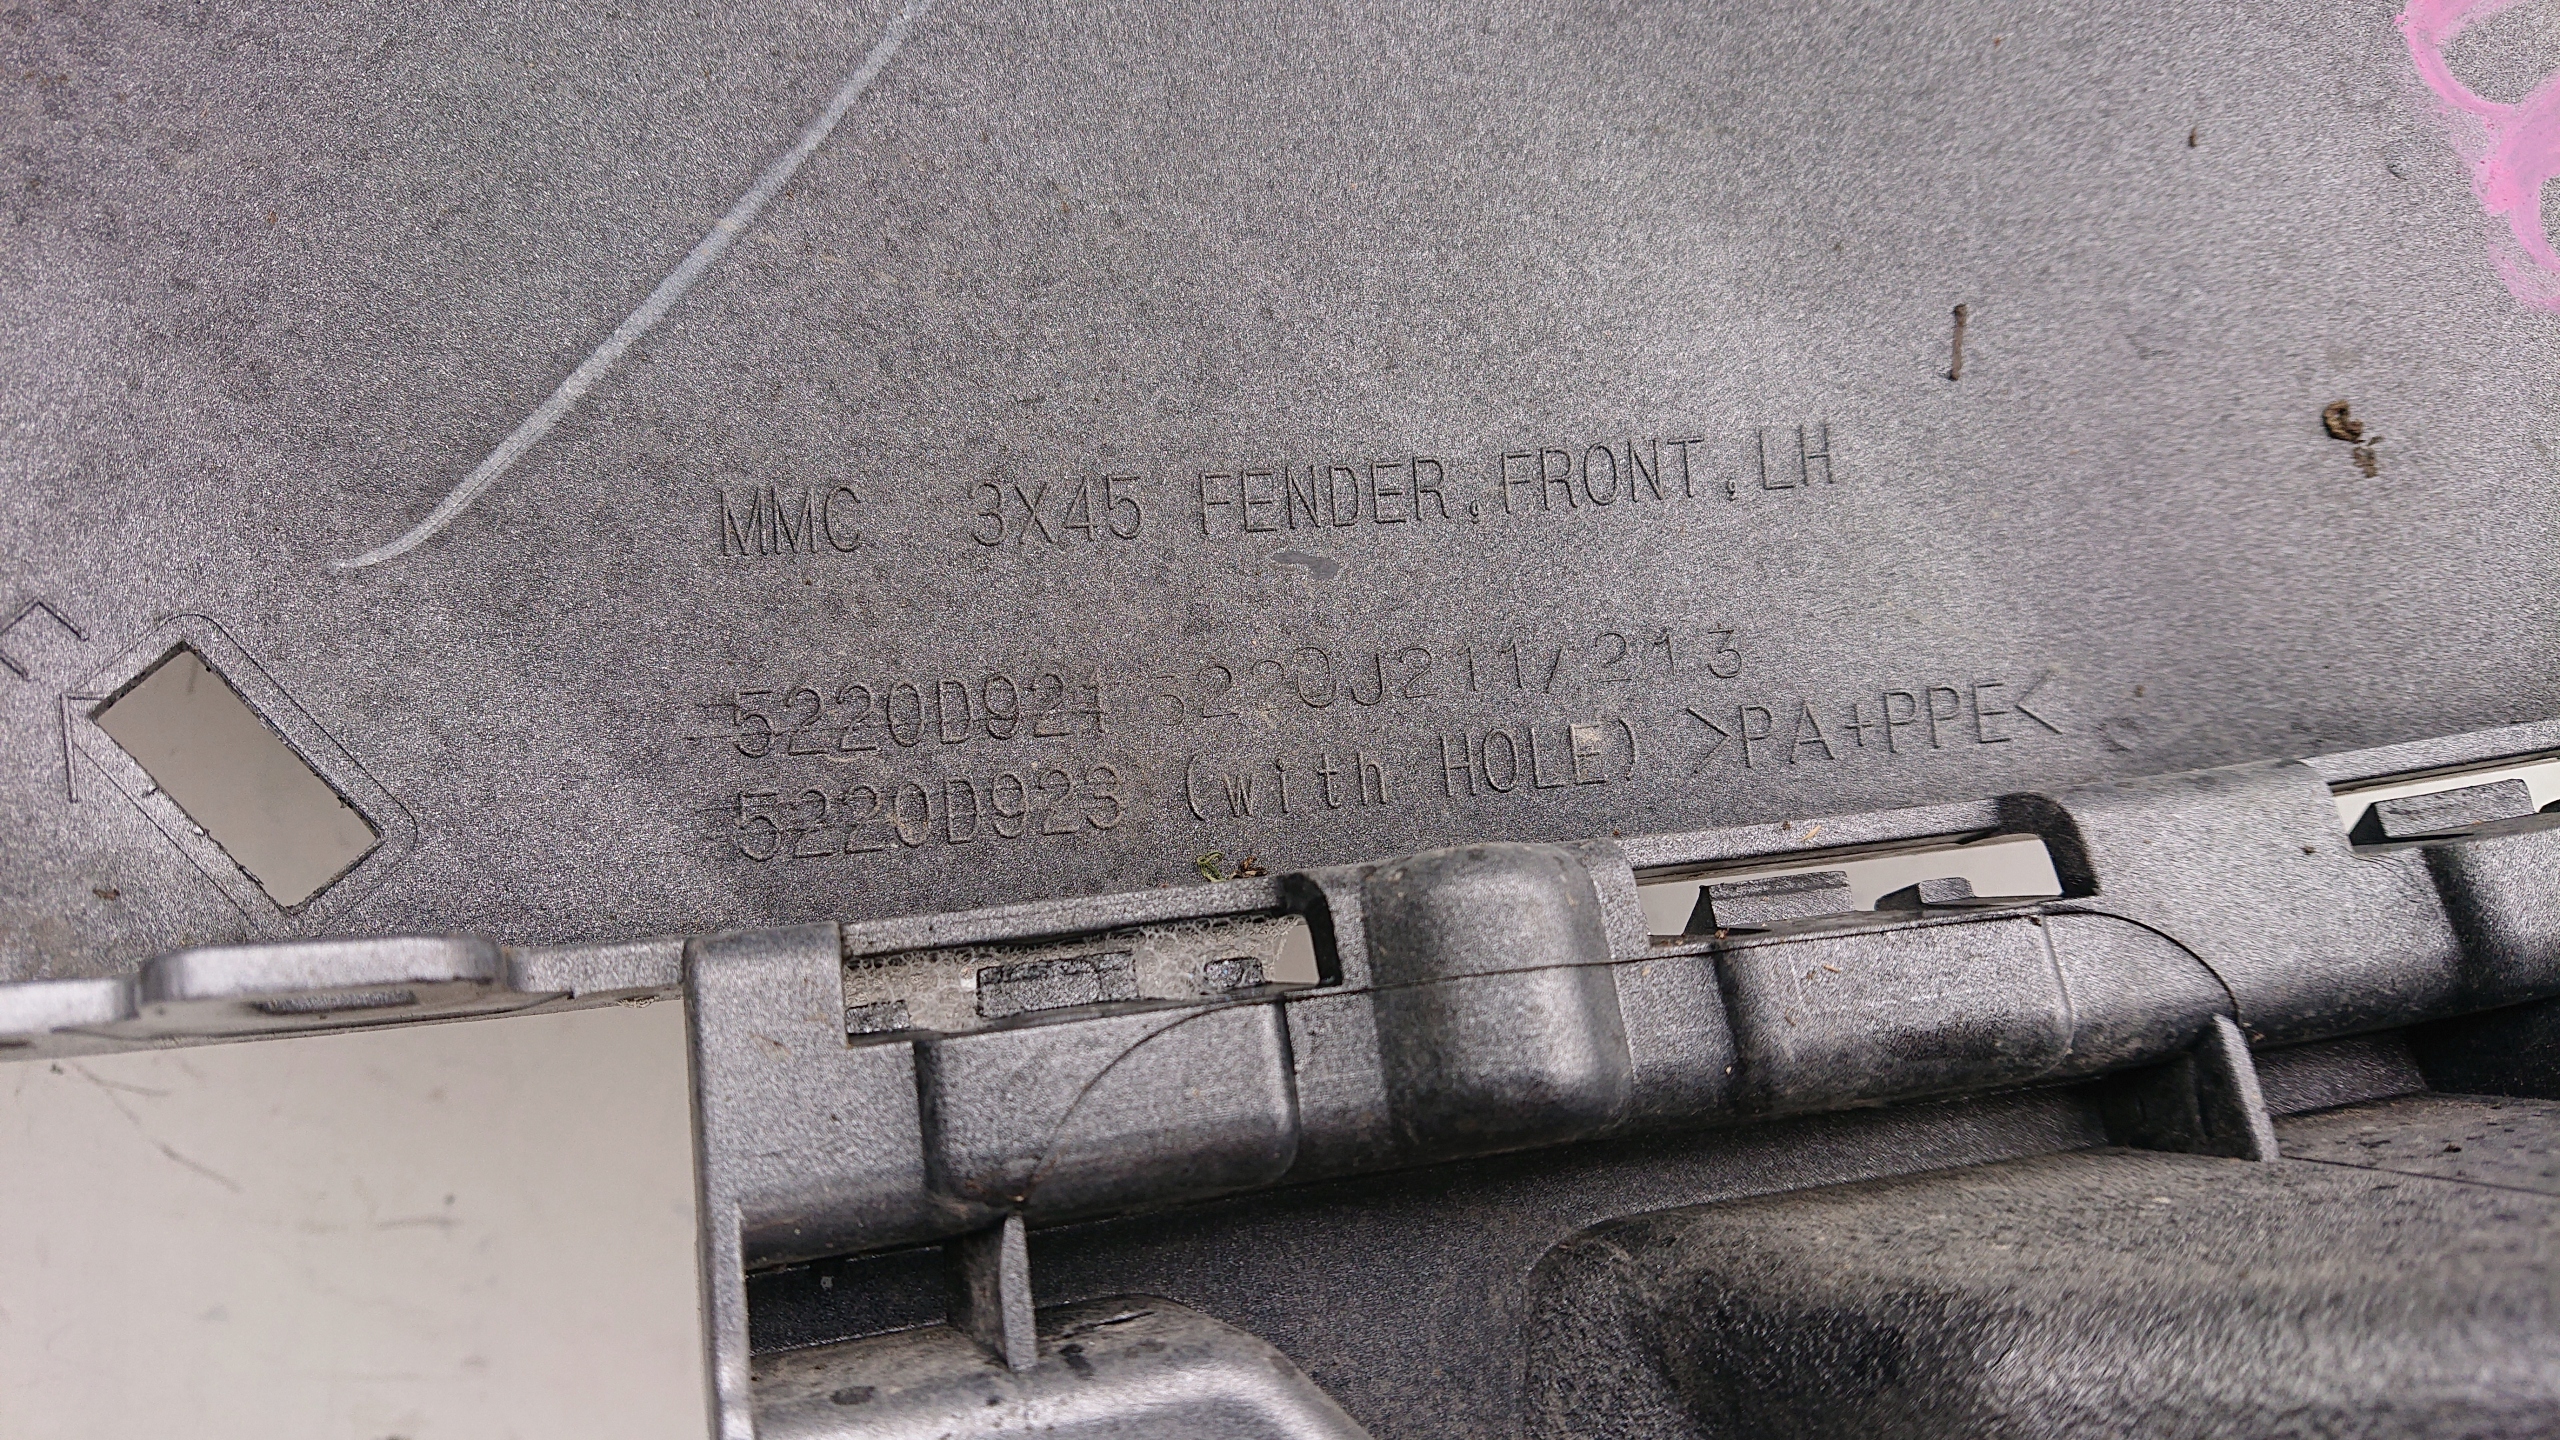 MMC 3X45 FENDER,FRONT,LH
5220D921 5220J211/213
5220D923 (with HOLE) >PA+PPE<